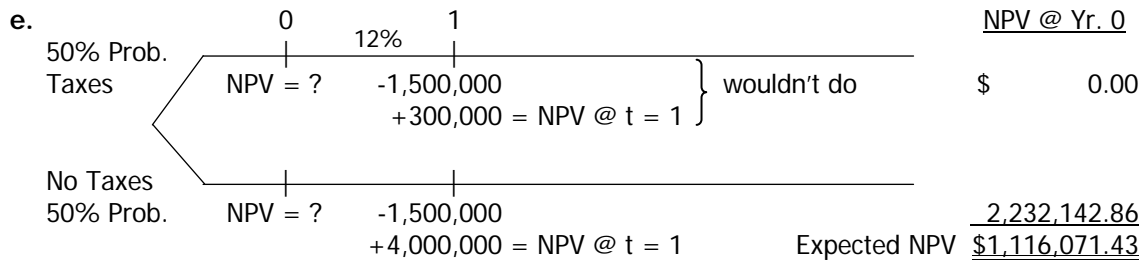 e. 0 1 NPV @ Yr. 0
12%
50% Prob.
Taxes NPV = ? -1,500,000 wouldn't do $ 0.00
+300,000 = NPV @ t = 1
No Taxes
50% Prob. NPV = ? -1,500,000 2,232,142.86
+4,000,000 = NPV @ t = 1 Expected NPV $1,116,071.43